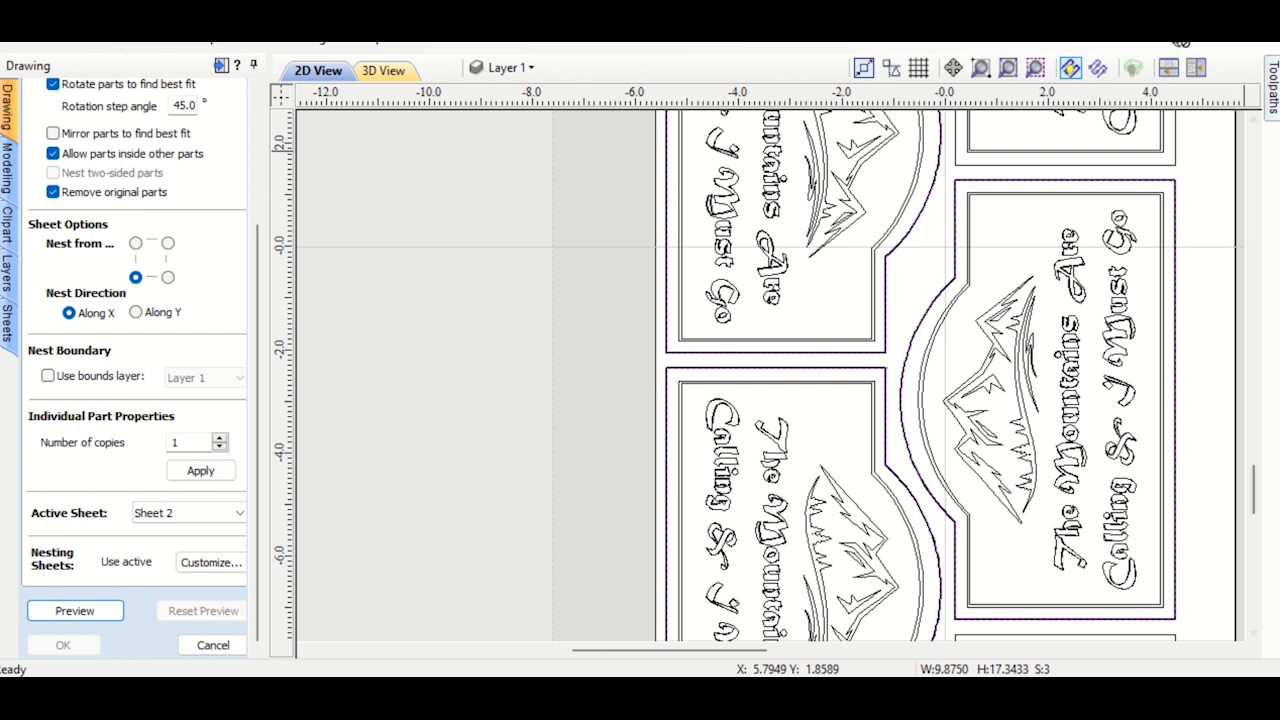 Drawing
?
2D View
3D View
Layer 1
Toolpaths
Drawing
Modeling
Clipart
Layers
Sheets
Rotate parts to find best fit
Rotation step angle 45.0 °
Mirror parts to find best fit
Allow parts inside other parts
Nest two-sided parts
Remove original parts
Sheet Options
Nest from ...
Nest Direction
Along X Along Y
Nest Boundary
Use bounds layer: Layer 1
Individual Part Properties
Number of copies 1
Apply
Active Sheet: Sheet 2
Nesting
Sheets: Use active Customize...
Preview Reset Preview
OK Cancel
-12.0 -10.0 -8.0 -6.0 -4.0 -2.0 -0.0 2.0 4.0
2.0
-0.0
-2.0
-4.0
-6.0
untains Are
& I Must Go
The Mountain
Calling & I
The Mountains Are
Calling & I Must Go
X: 5.7949 Y: 1.8589
W:9.8750 H:17.3433 S:3